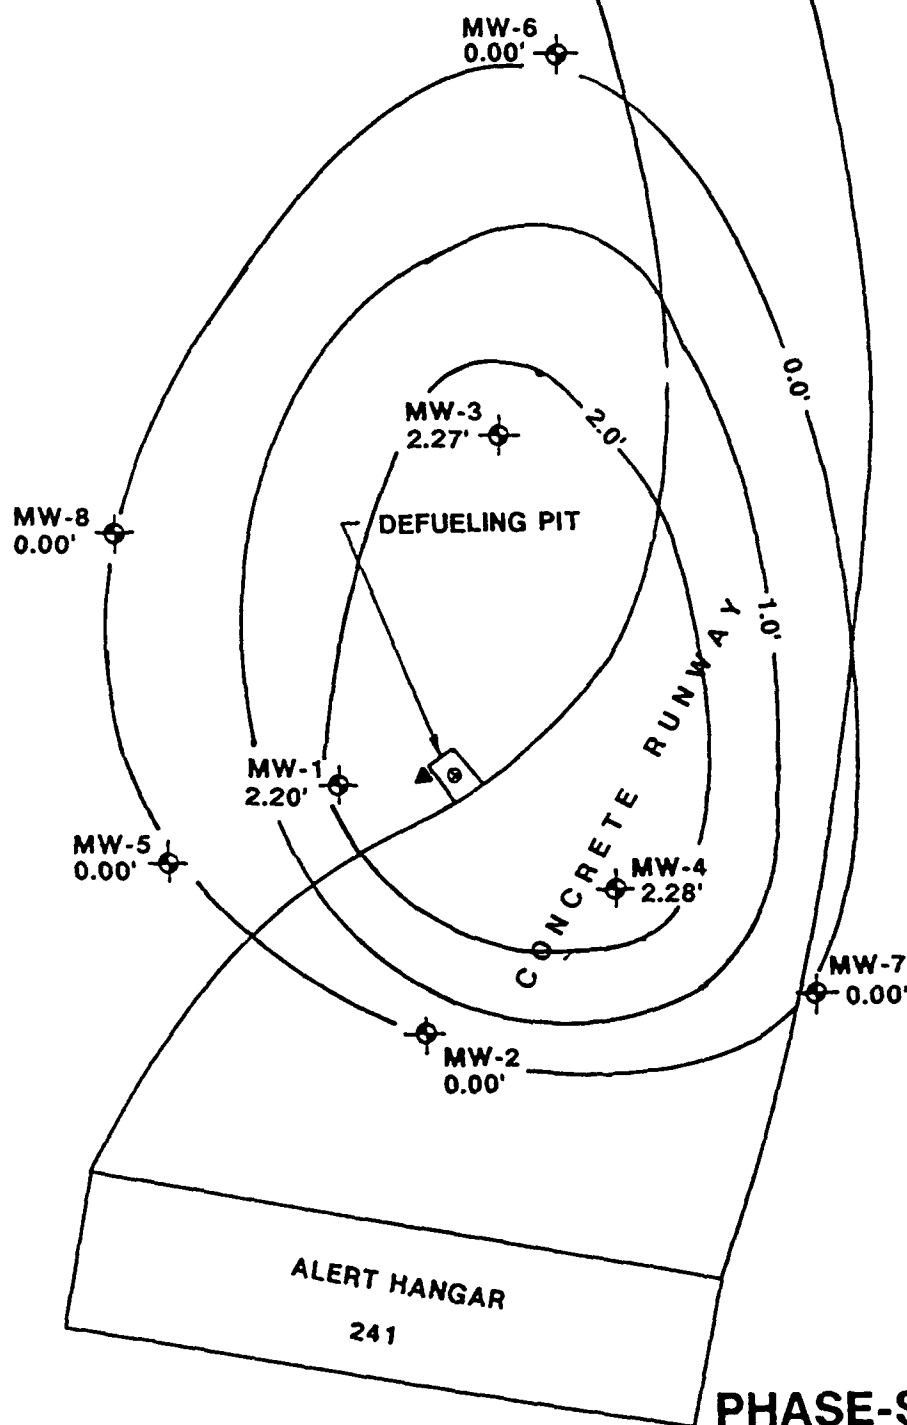 MW-6
0.00'
0.0'
MW-3
2.27'
2.0'
MW-8
0.00'
DEFUELING PIT
1.0'
CONCRETE RUNWAY
MW-1
2.20'
MW-5
0.00'
MW-4
2.28'
MW-7
0.00'
MW-2
0.00'
ALERT HANGAR
241
PHASE-S